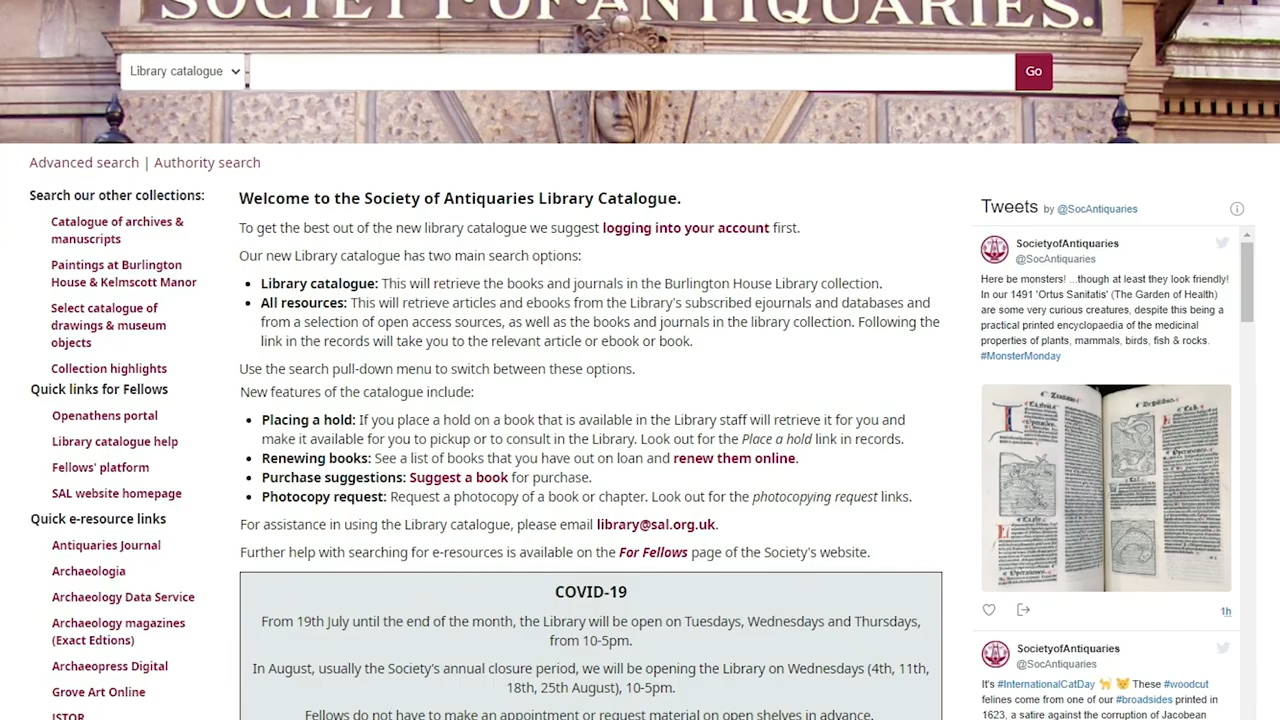 SOCIETY·OF·ANTIQUARIES.
Library catalogue
Go
Advanced search | Authority search
Search our other collections:
Catalogue of archives &
manuscripts
Paintings at Burlington
House & Kelmscott Manor
Select catalogue of
drawings & museum
objects
Collection highlights
Quick links for Fellows
Openathens portal
Library catalogue help
Fellows' platform
SAL website homepage
Quick e-resource links
Antiquaries Journal
Archaeologia
Archaeology Data Service
Archaeology magazines
(Exact Edtions)
Archaeopress Digital
Grove Art Online
JSTOR
Welcome to the Society of Antiquaries Library Catalogue.
To get the best out of the new library catalogue we suggest logging into your account first.
Our new Library catalogue has two main search options:
• Library catalogue: This will retrieve the books and journals in the Burlington House Library collection.
• All resources: This will retrieve articles and ebooks from the Library's subscribed ejournals and databases and
from a selection of open access sources, as well as the books and journals in the library collection. Following the
link in the records will take you to the relevant article or ebook or book.
Use the search pull-down menu to switch between these options.
New features of the catalogue include:
• Placing a hold: If you place a hold on a book that is available in the Library staff will retrieve it for you and
make it available for you to pickup or to consult in the Library. Look out for the Place a hold link in records.
• Renewing books: See a list of books that you have out on loan and renew them online.
• Purchase suggestions: Suggest a book for purchase.
• Photocopy request: Request a photocopy of a book or chapter. Look out for the photocopying request links.
For assistance in using the Library catalogue, please email library@sal.org.uk.
Further help with searching for e-resources is available on the For Fellows page of the Society's website.
COVID-19
From 19th July until the end of the month, the Library will be open on Tuesdays, Wednesdays and Thursdays,
from 10-5pm.
In August, usually the Society's annual closure period, we will be opening the Library on Wednesdays (4th, 11th,
18th, 25th August), 10-5pm.
Fellows do not have to make an appointment or request material on open shelves in advance.
Tweets by @SocAntiquaries
SocietyofAntiquaries
@SocAntiquaries
Here be monsters! ...though at least they look friendly!
In our 1491 'Ortus Sanitatis' (The Garden of Health)
are some very curious creatures, despite this being a
practical printed encyclopaedia of the medicinal
properties of plants, mammals, birds, fish & rocks.
#MonsterMonday
1h
SocietyofAntiquaries
@SocAntiquaries
It's #InternationalCatDay 🐈 🐱 These #woodcut
felines come from one of our #broadsides printed in
1623, a satire against the corruption of Jacobean